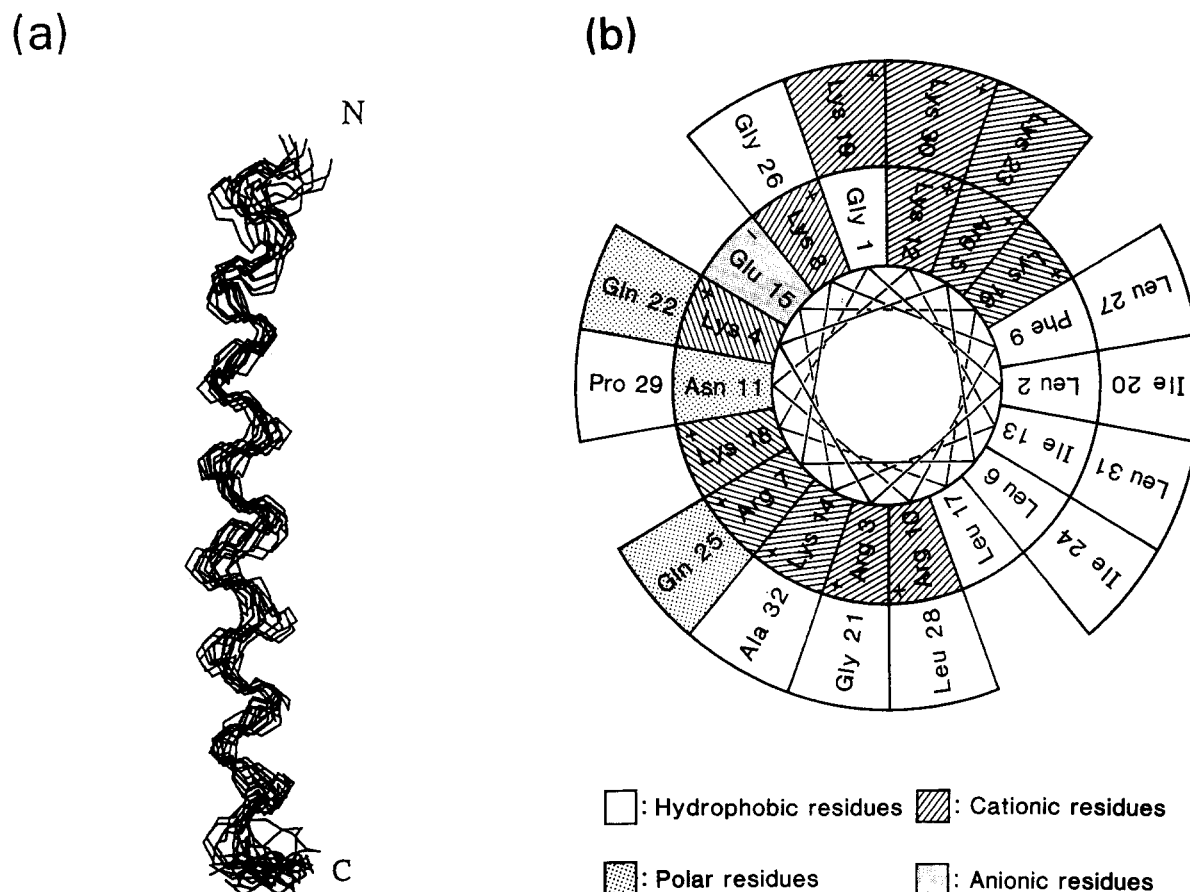 (a)
(b)
N
C
Gly 26
Lys 19
+
Lys 30
+
Lys 23
Leu 27
Ile 20
Leu 31
Ile 24
Leu 28
Gly 21
Ala 32
Gln 25
Pro 29
Gln 22
Glu 15
−
Lys 8
+
Gly 1
Lys 12
+
Arg 5
+
Lys 16
+
Phe 9
Leu 2
Ile 13
Leu 6
Leu 17
Arg 10
+
Arg 3
+
Lys 14
+
Arg 7
+
Lys 18
+
Asn 11
Lys 4
+
: Hydrophobic residues
: Cationic residues
: Polar residues
: Anionic residues